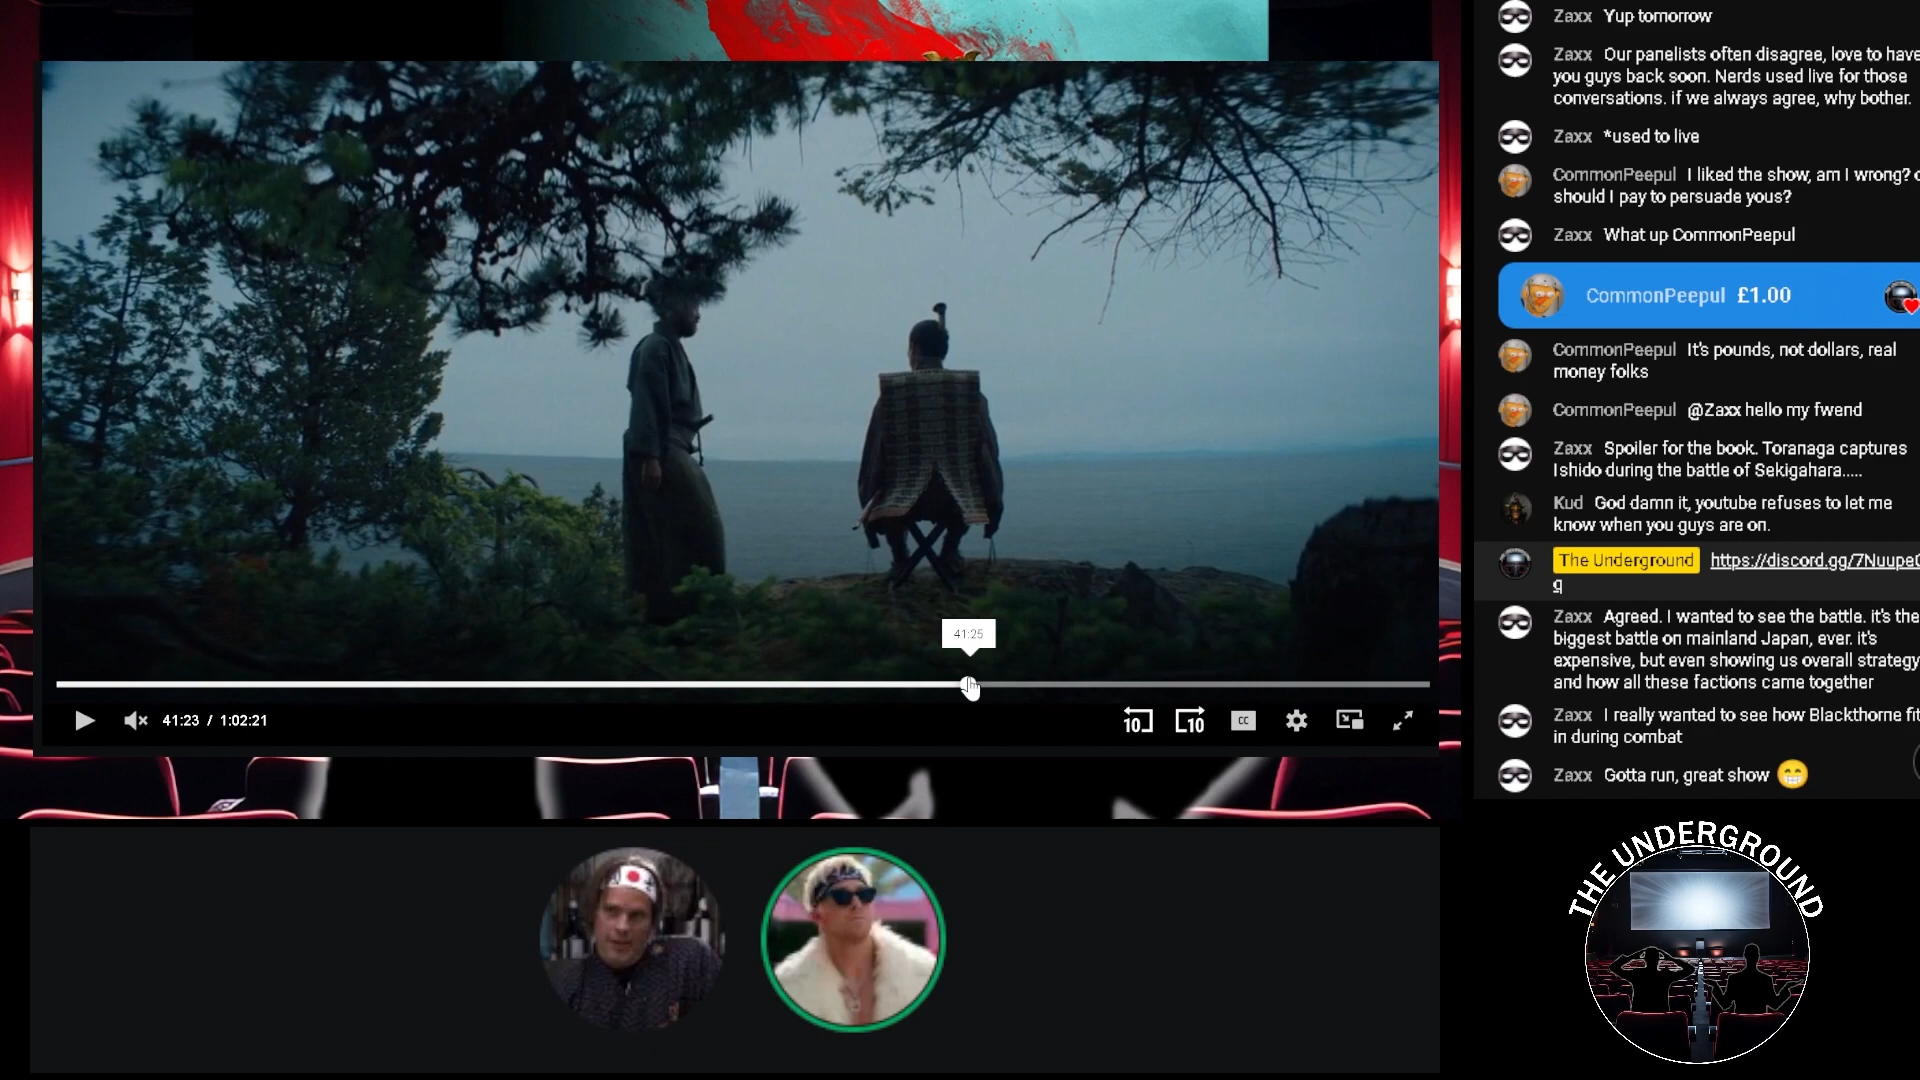 Zaxx Yup tomorrow
Zaxx Our panelists often disagree, love to have
you guys back soon. Nerds used live for those
conversations. if we always agree, why bother.
Zaxx *used to live
CommonPeepul I liked the show, am I wrong?
should I pay to persuade yous?
Zaxx What up CommonPeepul
CommonPeepul £1.00
CommonPeepul It's pounds, not dollars, real
money folks
CommonPeepul @Zaxx hello my fwend
Zaxx Spoiler for the book. Toranaga captures
Ishido during the battle of Sekigahara.....
Kud God damn it, youtube refuses to let me
know when you guys are on.
The Underground https://discord.gg/7Nuupe
g
Zaxx Agreed. I wanted to see the battle. it's the
biggest battle on mainland Japan, ever. it's
expensive, but even showing us overall strategy
and how all these factions came together
Zaxx I really wanted to see how Blackthorne fit
in during combat
Zaxx Gotta run, great show 😁
41:25
41:23 / 1:02:21
10
10
CC
THE UNDERGROUND